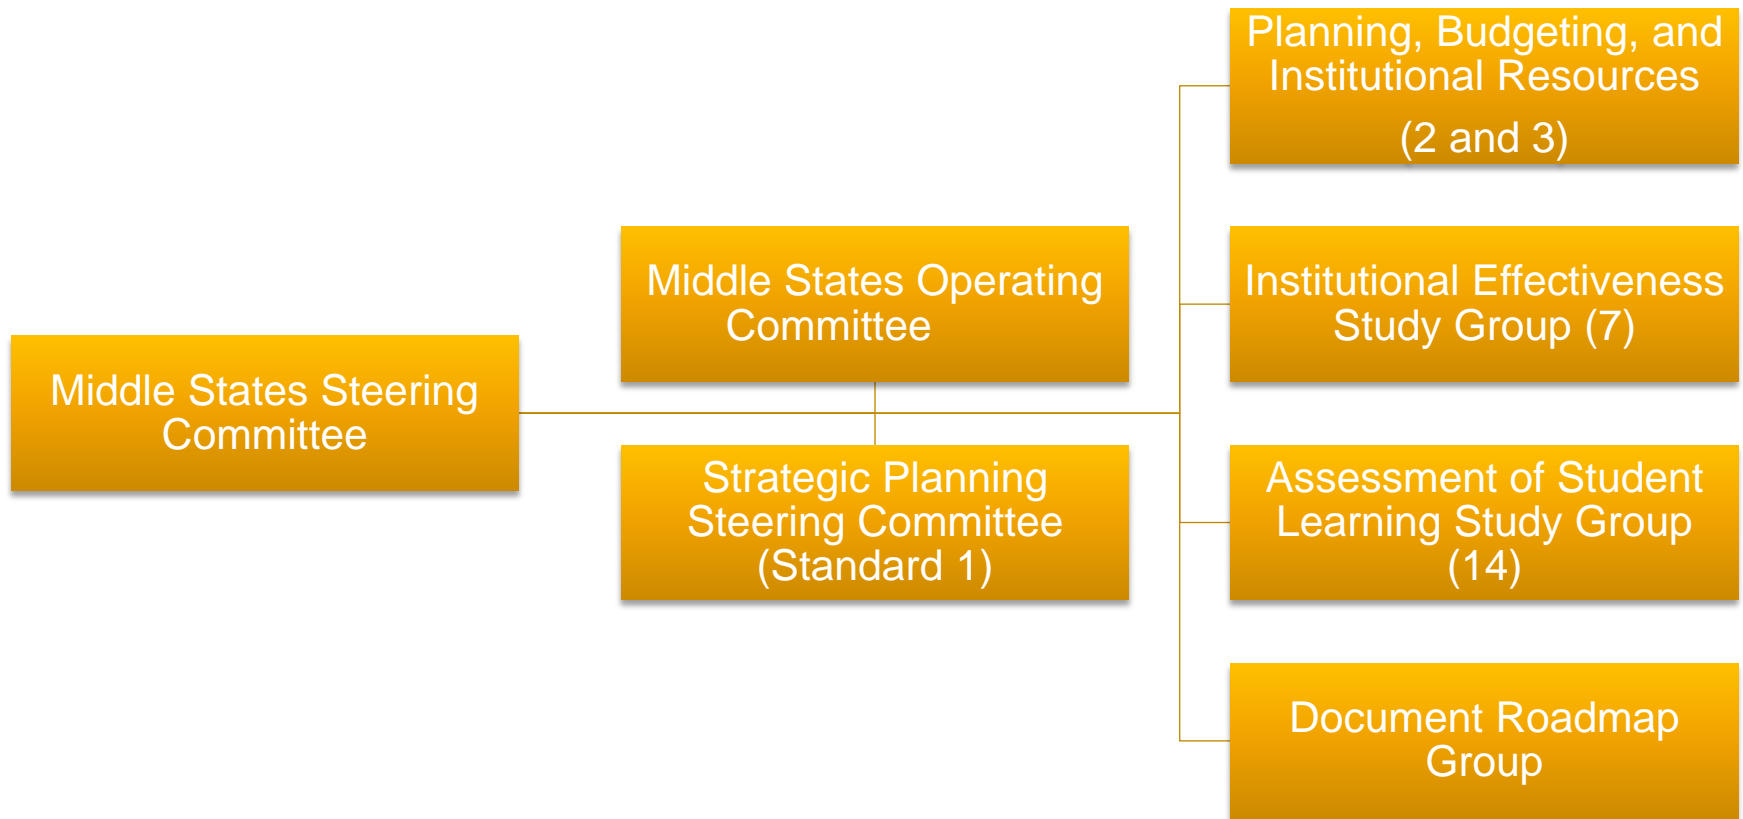 Middle States Steering
Committee
Middle States Operating
Committee
Strategic Planning
Steering Committee
(Standard 1)
Planning, Budgeting, and
Institutional Resources
(2 and 3)
Institutional Effectiveness
Study Group (7)
Assessment of Student
Learning Study Group
(14)
Document Roadmap
Group